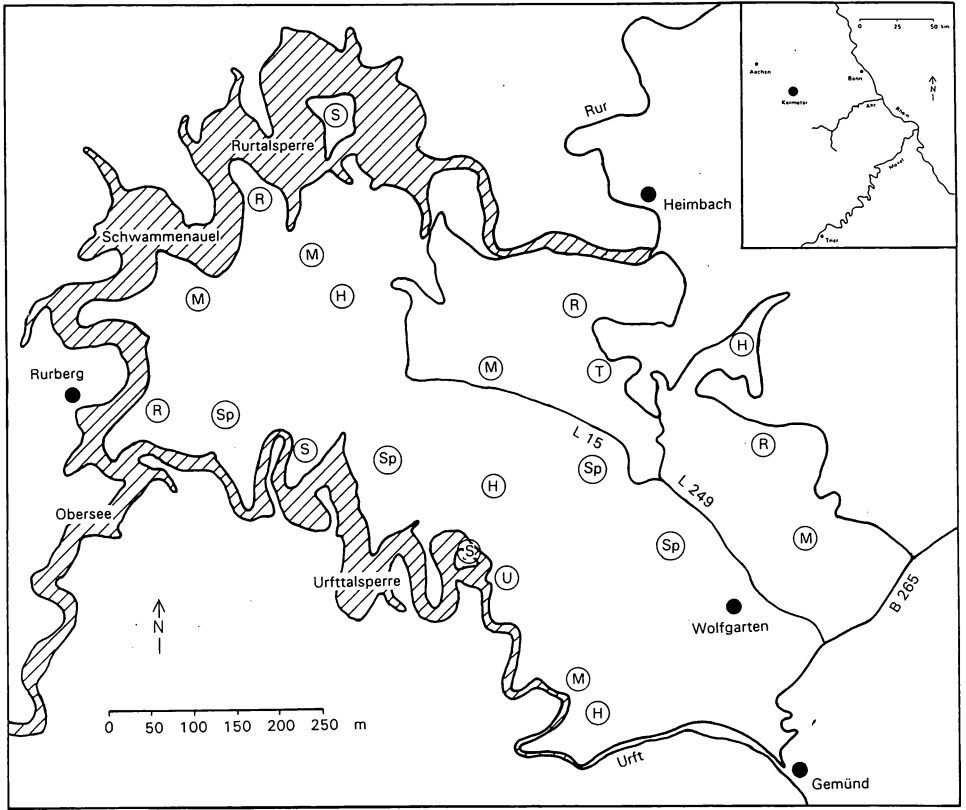 0 25 50 km
Aachen
Bonn
N
Kermeter
Ahr
Rhein
Mosel
Trier
Rur
S
Rurtalsperre
R
Heimbach
Schwammenauel
M
H
M
R
H
M
T
Rurberg
R
Sp
L 15
R
S
Sp
Sp
H
L 249
Obersee
Sp
M
S
Urfttalsperre
U
B 265
N
Wolfgarten
M
H
0 50 100 150 200 250 m
Urft
Gemünd